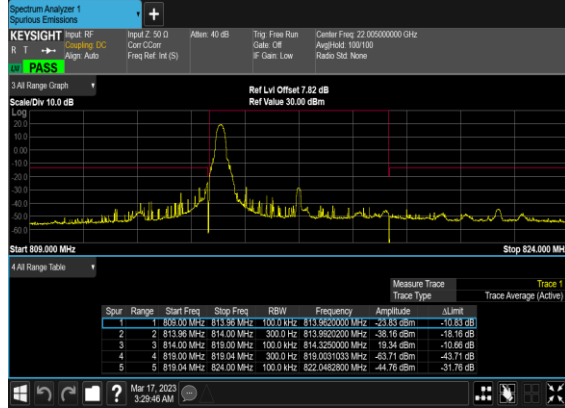 Spectrum Analyzer 1
Spurious Emissions
+
KEYSIGHT
R T
Input: RF
Coupling: DC
Align: Auto
Input Z: 50 Ω
Corr CCorr
Freq Ref: Int (S)
Atten: 40 dB
Trig: Free Run
Gate: Off
IF Gain: Low
Center Freq: 22.005000000 GHz
Avg|Hold: 100/100
Radio Std: None
PASS
3 All Range Graph
Ref Lvl Offset 7.82 dB
Scale/Div 10.0 dB
Ref Value 30.00 dBm
Log
20.0
10.0
0.00
-10.0
-20.0
-30.0
-40.0
-50.0
-60.0
Start 809.000 MHz
Stop 824.000 MH
4 All Range Table
Measure Trace Trace 1
Trace Type Trace Average (Active)
Spur Range Start Freq Stop Freq RBW Frequency Amplitude ΔLimit
1 1 809.00 MHz 813.96 MHz 100.0 kHz 813.9620000 MHz -23.83 dBm -10.83 dB
2 2 813.96 MHz 814.00 MHz 300.0 Hz 813.9920200 MHz -38.16 dBm -18.16 dB
3 3 814.00 MHz 819.00 MHz 100.0 kHz 814.3250000 MHz 19.34 dBm -10.66 dB
4 4 819.00 MHz 819.04 MHz 300.0 Hz 819.0031033 MHz -63.71 dBm -43.71 dB
5 5 819.04 MHz 824.00 MHz 100.0 kHz 822.0482800 MHz -44.76 dBm -31.76 dB
?
Mar 17, 2023
3:29:46 AM